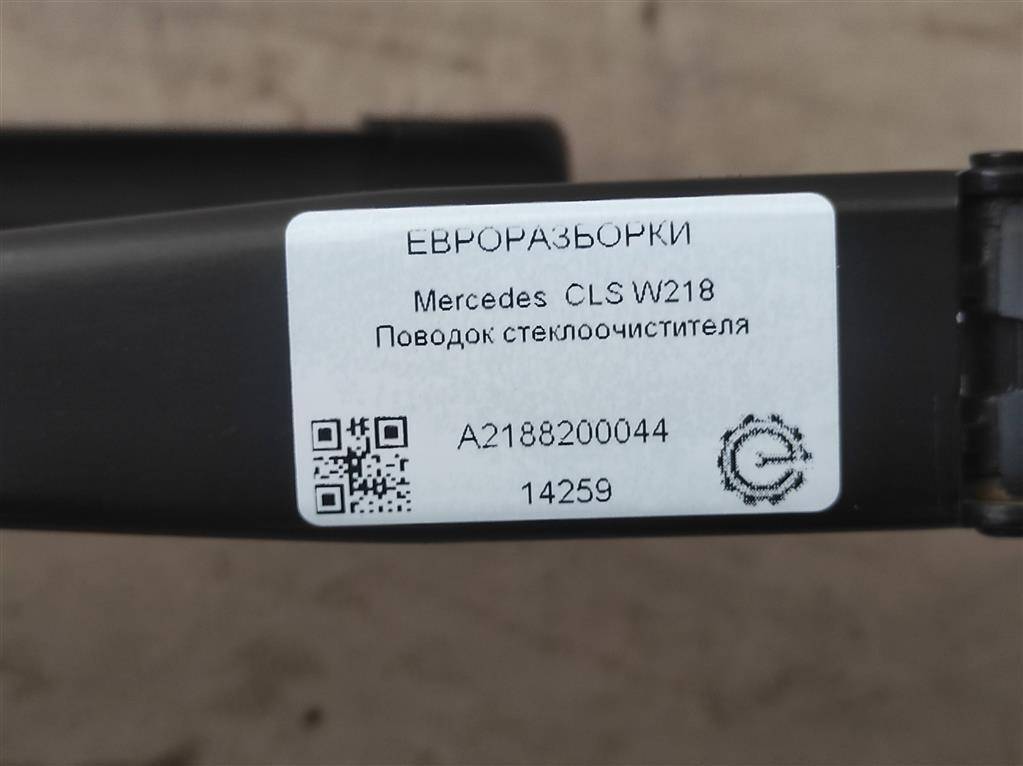 ЕВРОРАЗБОРКИ
Mercedes CLS W218
Поводок стеклоочистителя
A2188200044
14259